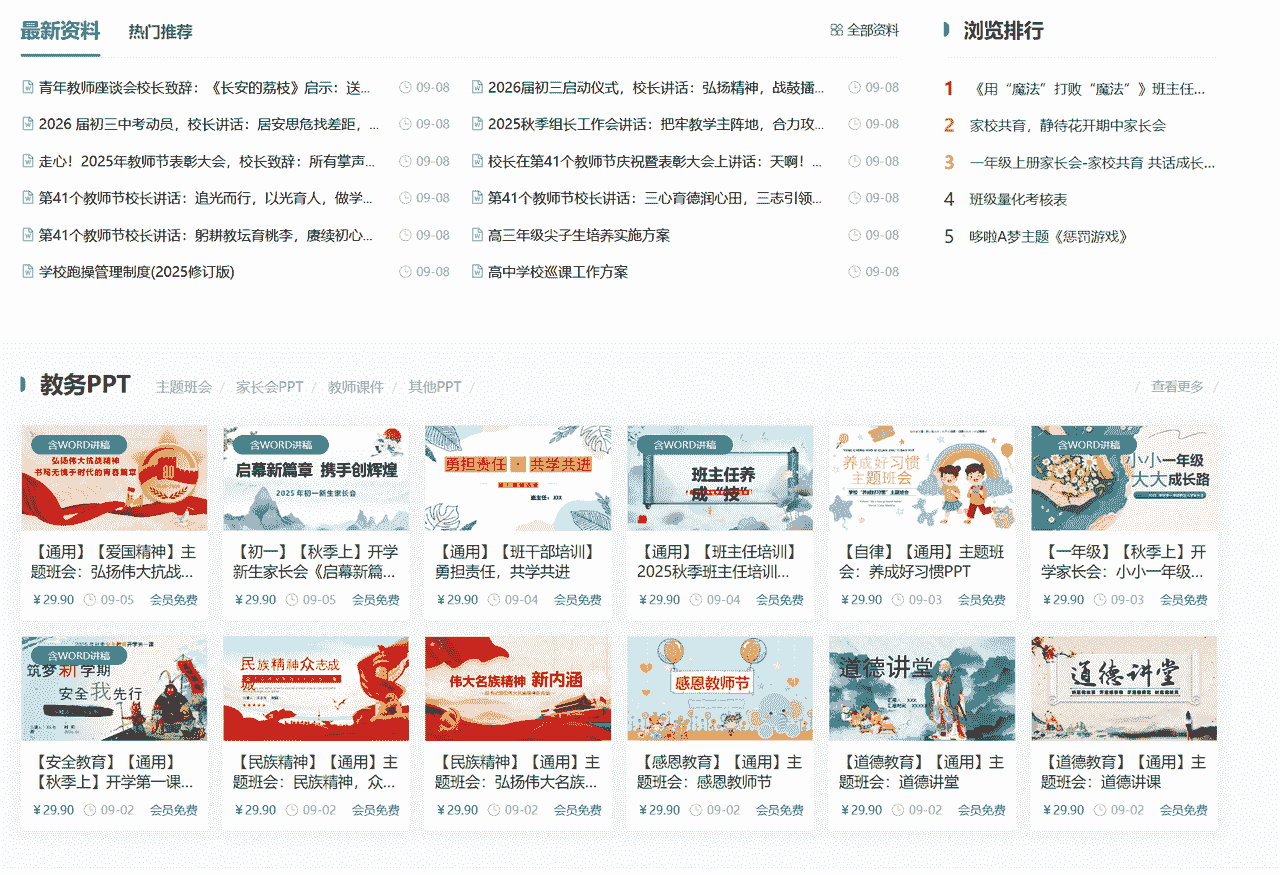 最新资料 热门推荐 全部资料
青年教师座谈会校长致辞：《长安的荔枝》启示：送... 09-08
2026届初三启动仪式，校长讲话：弘扬精神，战鼓擂... 09-08
2026 届初三中考动员，校长讲话：居安思危找差距，... 09-08
2025秋季组长工作会讲话：把牢教学主阵地，合力攻... 09-08
走心！2025年教师节表彰大会，校长致辞：所有掌声... 09-08
校长在第41个教师节庆祝暨表彰大会上讲话：天啊！... 09-08
第41个教师节校长讲话：追光而行，以光育人，做学... 09-08
第41个教师节校长讲话：三心育德润心田，三志引领... 09-08
第41个教师节校长讲话：躬耕教坛育桃李，赓续初心... 09-08
高三年级尖子生培养实施方案 09-08
学校跑操管理制度(2025修订版) 09-08
高中学校巡课工作方案 09-08
浏览排行
1 《用“魔法”打败“魔法”》班主任...
2 家校共育，静待花开期中家长会
3 一年级上册家长会-家校共育 共话成长...
4 班级量化考核表
5 哆啦A梦主题《惩罚游戏》
教务PPT 主题班会 / 家长会PPT / 教师课件 / 其他PPT /
/ 查看更多 /
含WORD讲稿
弘扬伟大抗战精神
书写无愧于时代的青春篇章
80
【通用】【爱国精神】主
题班会：弘扬伟大抗战...
￥29.90 09-05 会员免费
含WORD讲稿
启幕新篇章 携手创辉煌
2025 年初一新生家长会
【初一】【秋季上】开学
新生家长会《启幕新篇...
￥29.90 09-05 会员免费
勇担责任 · 共学共进
班主任：XXX
【通用】【班干部培训】
勇担责任，共学共进
￥29.90 09-04 会员免费
含WORD讲稿
班主任养
成“技”
【通用】【班主任培训】
2025秋季班主任培训...
￥29.90 09-04 会员免费
养成好习惯
主题班会
【自律】【通用】主题班
会：养成好习惯PPT
￥29.90 09-03 会员免费
含WORD讲稿
小小一年级
大大成长路
【一年级】【秋季上】开
学家长会：小小一年级...
￥29.90 09-03 会员免费
含WORD讲稿
筑梦新学期
安全我先行
【安全教育】【通用】
【秋季上】开学第一课...
￥29.90 09-02 会员免费
民族精神众志成
城
【民族精神】【通用】主
题班会：民族精神，众...
￥29.90 09-02 会员免费
伟大名族精神 新内涵
【民族精神】【通用】主
题班会：弘扬伟大名族...
￥29.90 09-02 会员免费
感恩教师节
【感恩教育】【通用】主
题班会：感恩教师节
￥29.90 09-02 会员免费
道德讲堂
【道德教育】【通用】主
题班会：道德讲堂
￥29.90 09-02 会员免费
道德讲堂
【道德教育】【通用】主
题班会：道德讲课
￥29.90 09-02 会员免费